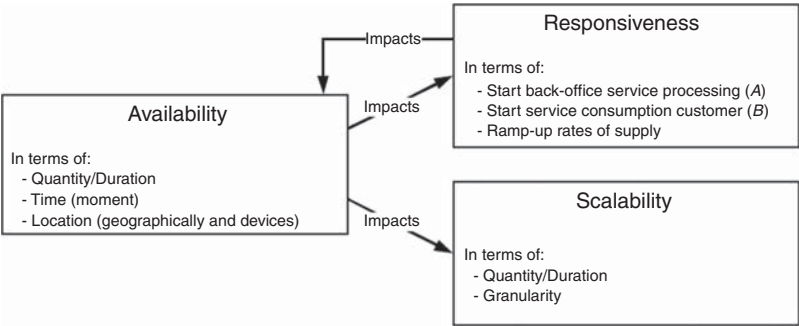 Responsiveness
Impacts
In terms of:
- Start back-office service processing (A)
- Start service consumption customer (B)
- Ramp-up rates of supply
Impacts
Availability
In terms of:
- Quantity/Duration
- Time (moment)
- Location (geographically and devices)
Impacts
Scalability
In terms of:
- Quantity/Duration
- Granularity